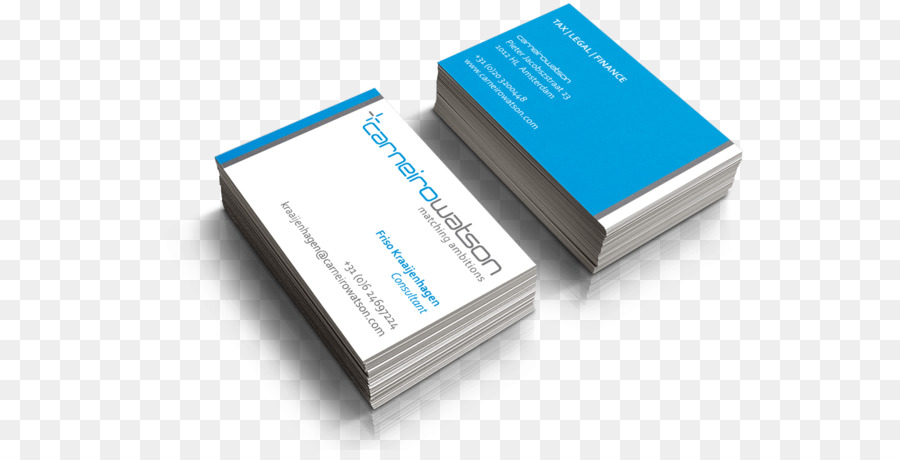 carneirowatson
matching ambitions
Friso Kraaijenhagen
Consultant
+31 (0)6 24697224
kraaijenhagen@carneirowatson.com
TAX | LEGAL | FINANCE
carneirowatson
Pieter Jacobszstraat 23
1012 HL Amsterdam
+31 (0)20 3200448
www.carneirowatson.com